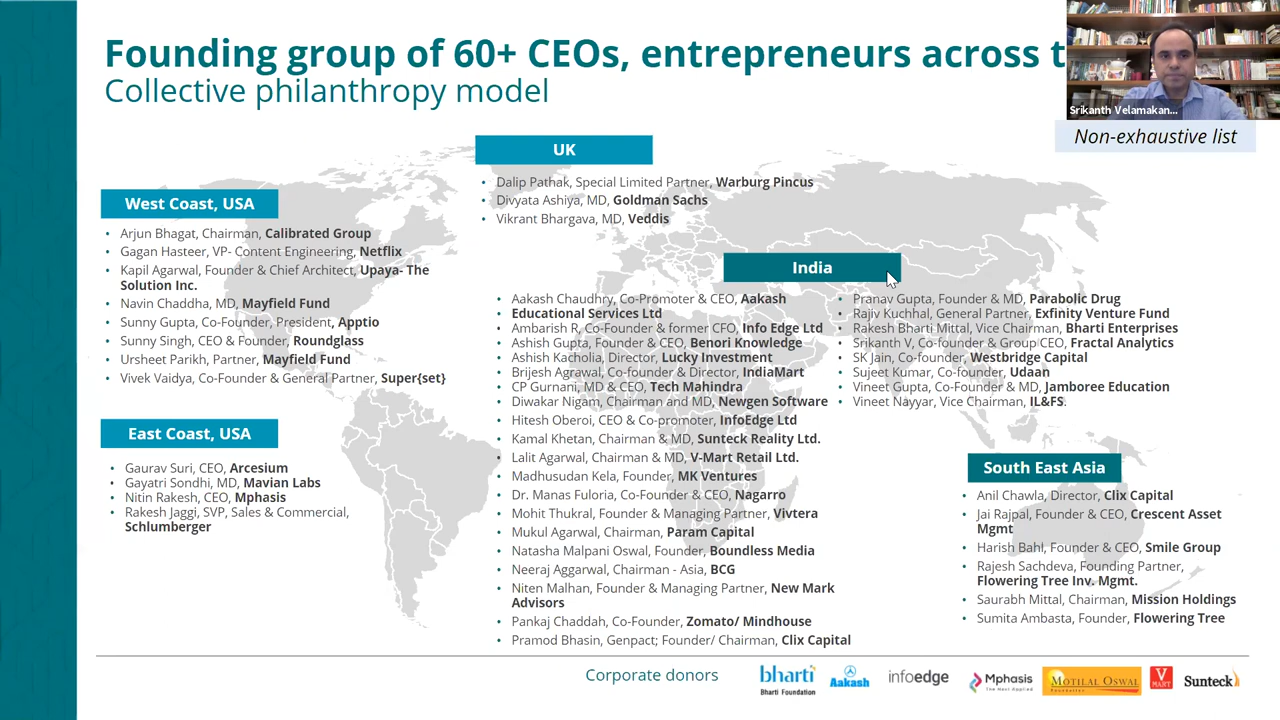 Founding group of 60+ CEOs, entrepreneurs across t
Collective philanthropy model
Srikanth Velamakan...
Non-exhaustive list
UK
• Dalip Pathak, Special Limited Partner, Warburg Pincus
• Divyata Ashiya, MD, Goldman Sachs
• Vikrant Bhargava, MD, Veddis
West Coast, USA
• Arjun Bhagat, Chairman, Calibrated Group
• Gagan Hasteer, VP- Content Engineering, Netflix
• Kapil Agarwal, Founder & Chief Architect, Upaya- The
Solution Inc.
• Navin Chaddha, MD, Mayfield Fund
• Sunny Gupta, Co-Founder, President, Apptio
• Sunny Singh, CEO & Founder, Roundglass
• Ursheet Parikh, Partner, Mayfield Fund
• Vivek Vaidya, Co-Founder & General Partner, Super{set}
East Coast, USA
• Gaurav Suri, CEO, Arcesium
• Gayatri Sondhi, MD, Mavian Labs
• Nitin Rakesh, CEO, Mphasis
• Rakesh Jaggi, SVP, Sales & Commercial,
Schlumberger
India
• Aakash Chaudhry, Co-Promoter & CEO, Aakash
• Educational Services Ltd
• Ambarish R, Co-Founder & former CFO, Info Edge Ltd
• Ashish Gupta, Founder & CEO, Benori Knowledge
• Ashish Kacholia, Director, Lucky Investment
• Brijesh Agrawal, Co-founder & Director, IndiaMart
• CP Gurnani, MD & CEO, Tech Mahindra
• Diwakar Nigam, Chairman and MD, Newgen Software
• Hitesh Oberoi, CEO & Co-promoter, InfoEdge Ltd
• Kamal Khetan, Chairman & MD, Sunteck Reality Ltd.
• Lalit Agarwal, Chairman & MD, V-Mart Retail Ltd.
• Madhusudan Kela, Founder, MK Ventures
• Dr. Manas Fuloria, Co-Founder & CEO, Nagarro
• Mohit Thukral, Founder & Managing Partner, Vivtera
• Mukul Agarwal, Chairman, Param Capital
• Natasha Malpani Oswal, Founder, Boundless Media
• Neeraj Aggarwal, Chairman - Asia, BCG
• Niten Malhan, Founder & Managing Partner, New Mark
Advisors
• Pankaj Chaddah, Co-Founder, Zomato/ Mindhouse
• Pramod Bhasin, Genpact; Founder/ Chairman, Clix Capital
• Pranav Gupta, Founder & MD, Parabolic Drug
• Rajiv Kuchhal, General Partner, Exfinity Venture Fund
• Rakesh Bharti Mittal, Vice Chairman, Bharti Enterprises
• Srikanth V, Co-founder & Group CEO, Fractal Analytics
• SK Jain, Co-founder, Westbridge Capital
• Sujeet Kumar, Co-founder, Udaan
• Vineet Gupta, Co-Founder & MD, Jamboree Education
• Vineet Nayyar, Vice Chairman, IL&FS.
South East Asia
• Anil Chawla, Director, Clix Capital
• Jai Rajpal, Founder & CEO, Crescent Asset
Mgmt
• Harish Bahl, Founder & CEO, Smile Group
• Rajesh Sachdeva, Founding Partner,
Flowering Tree Inv. Mgmt.
• Saurabh Mittal, Chairman, Mission Holdings
• Sumita Ambasta, Founder, Flowering Tree
Corporate donors
bharti
Bharti Foundation
Aakash
infoedge
Mphasis
The Next Applied
MOTILAL OSWAL
FOUNDATION
V MART
Sunteck